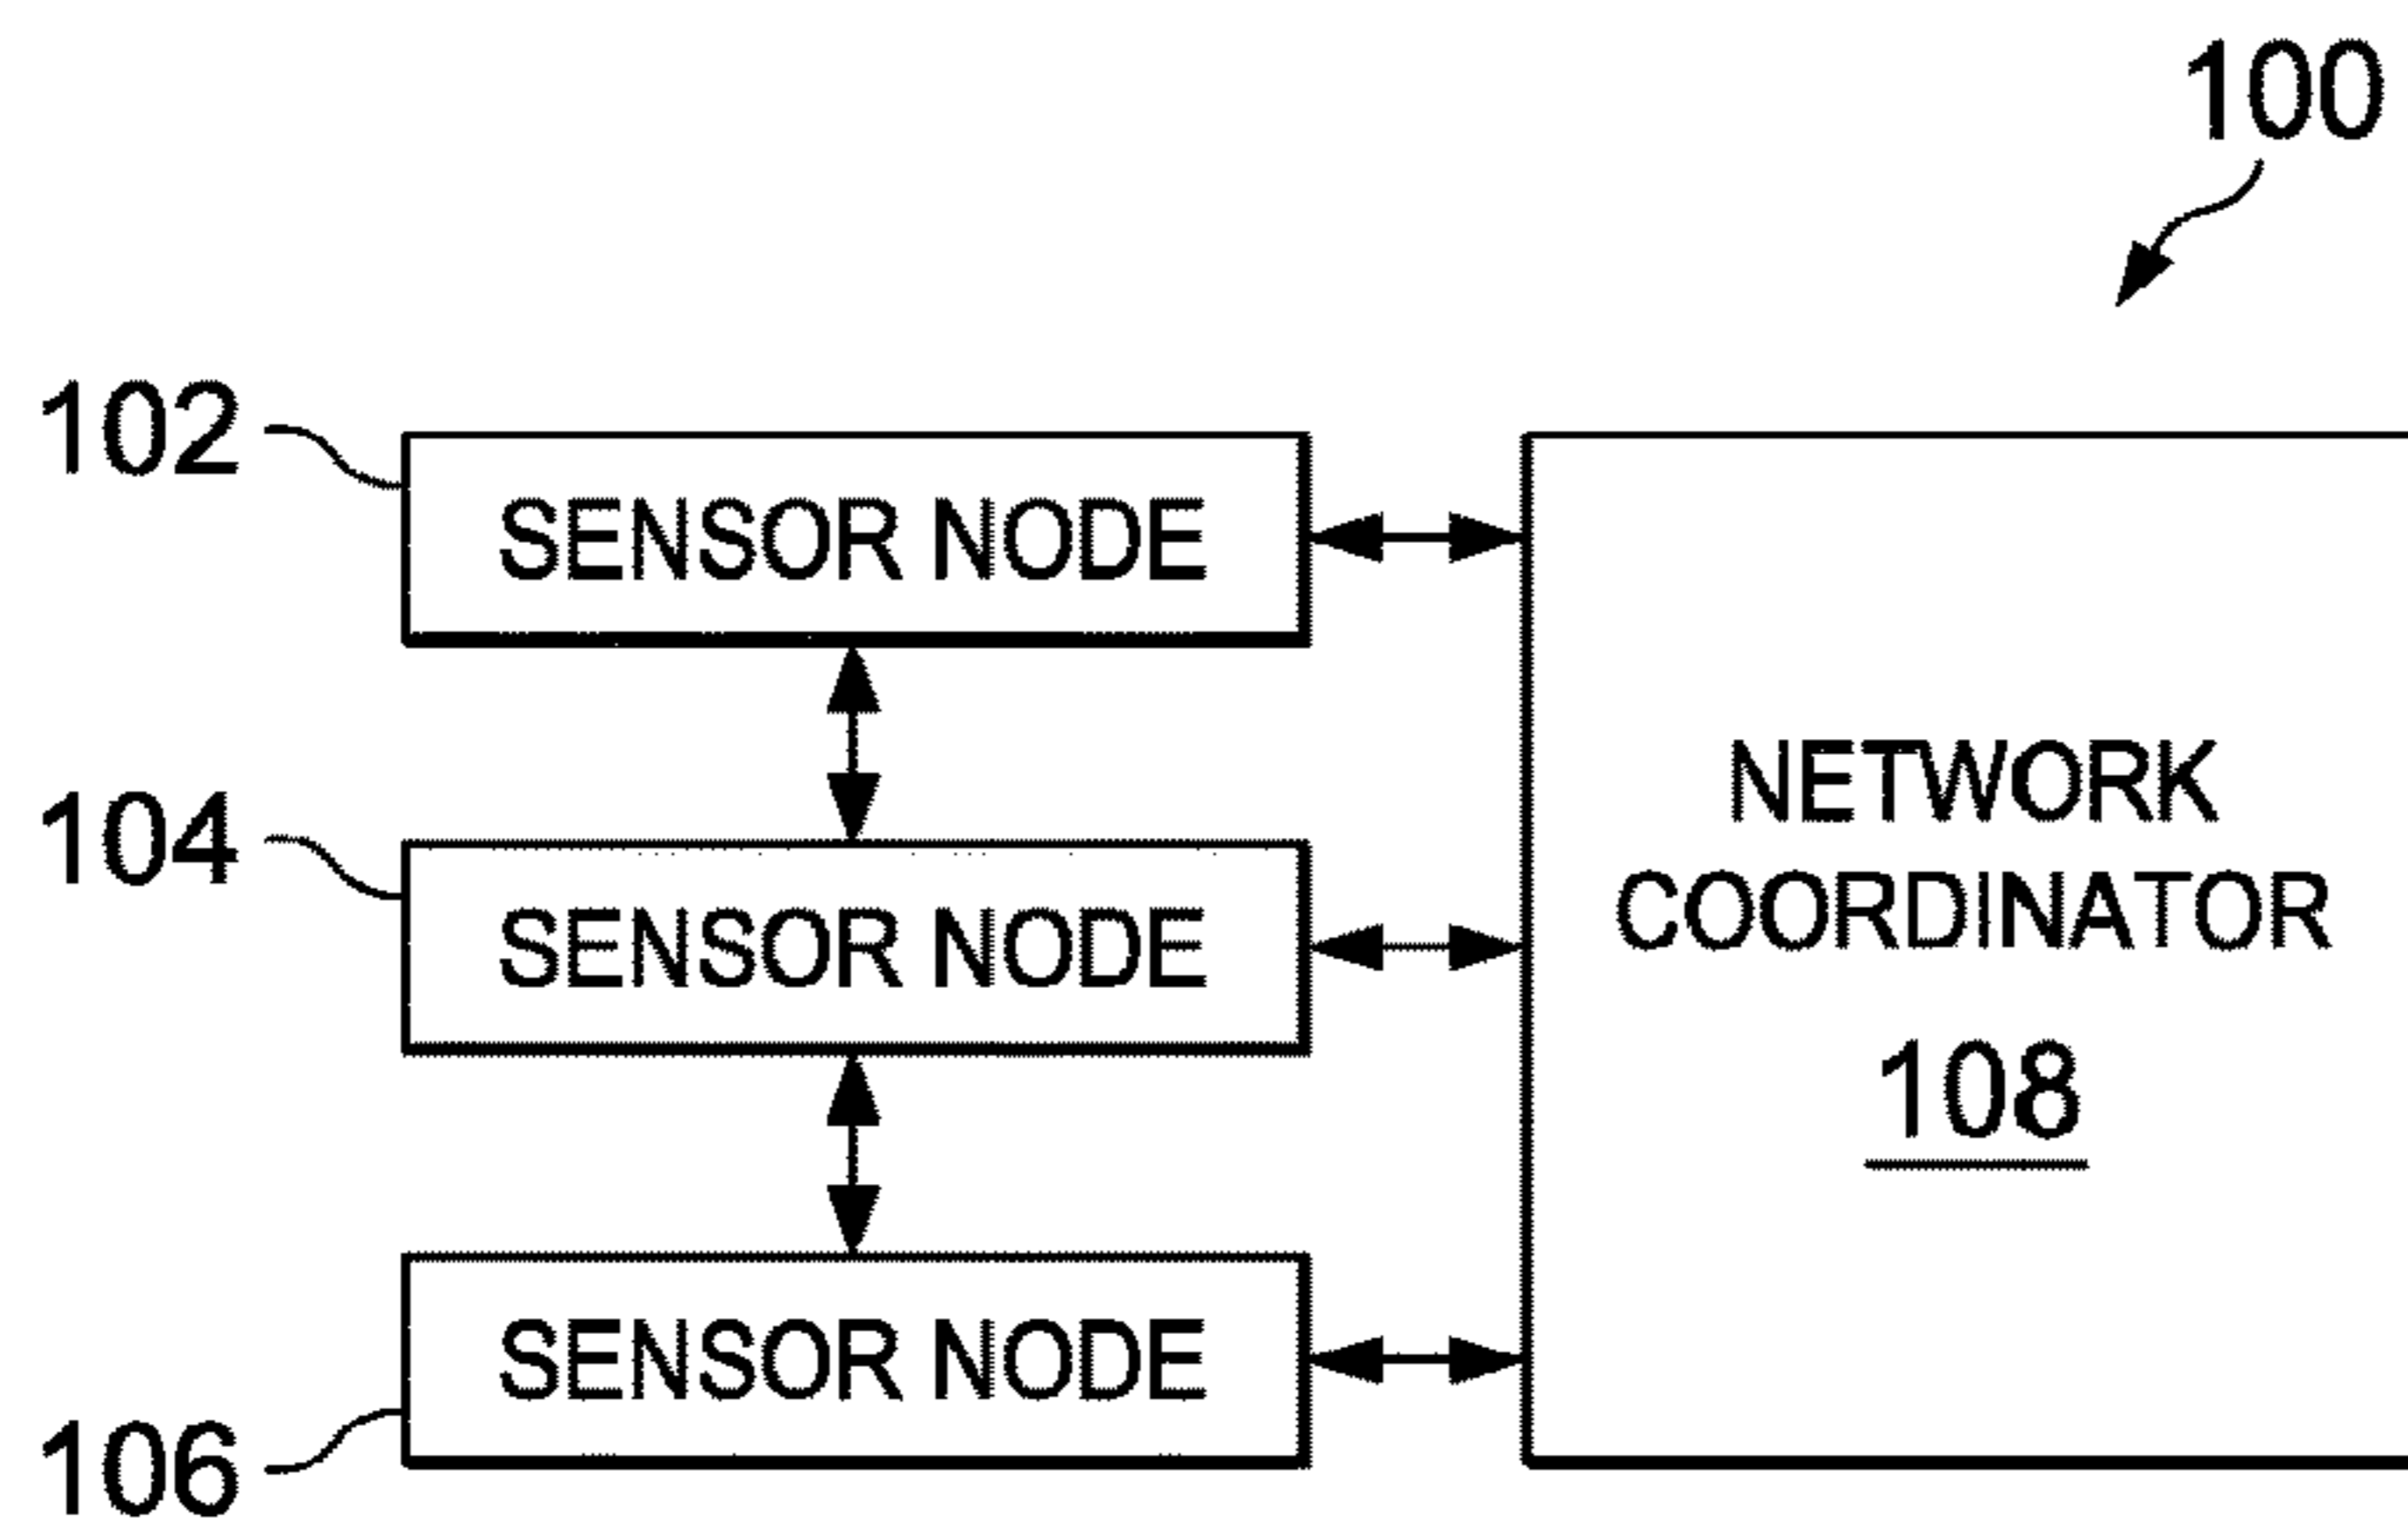 100
102
SENSOR NODE
104
SENSOR NODE
NETWORK
COORDINATOR
108
106
SENSOR NODE